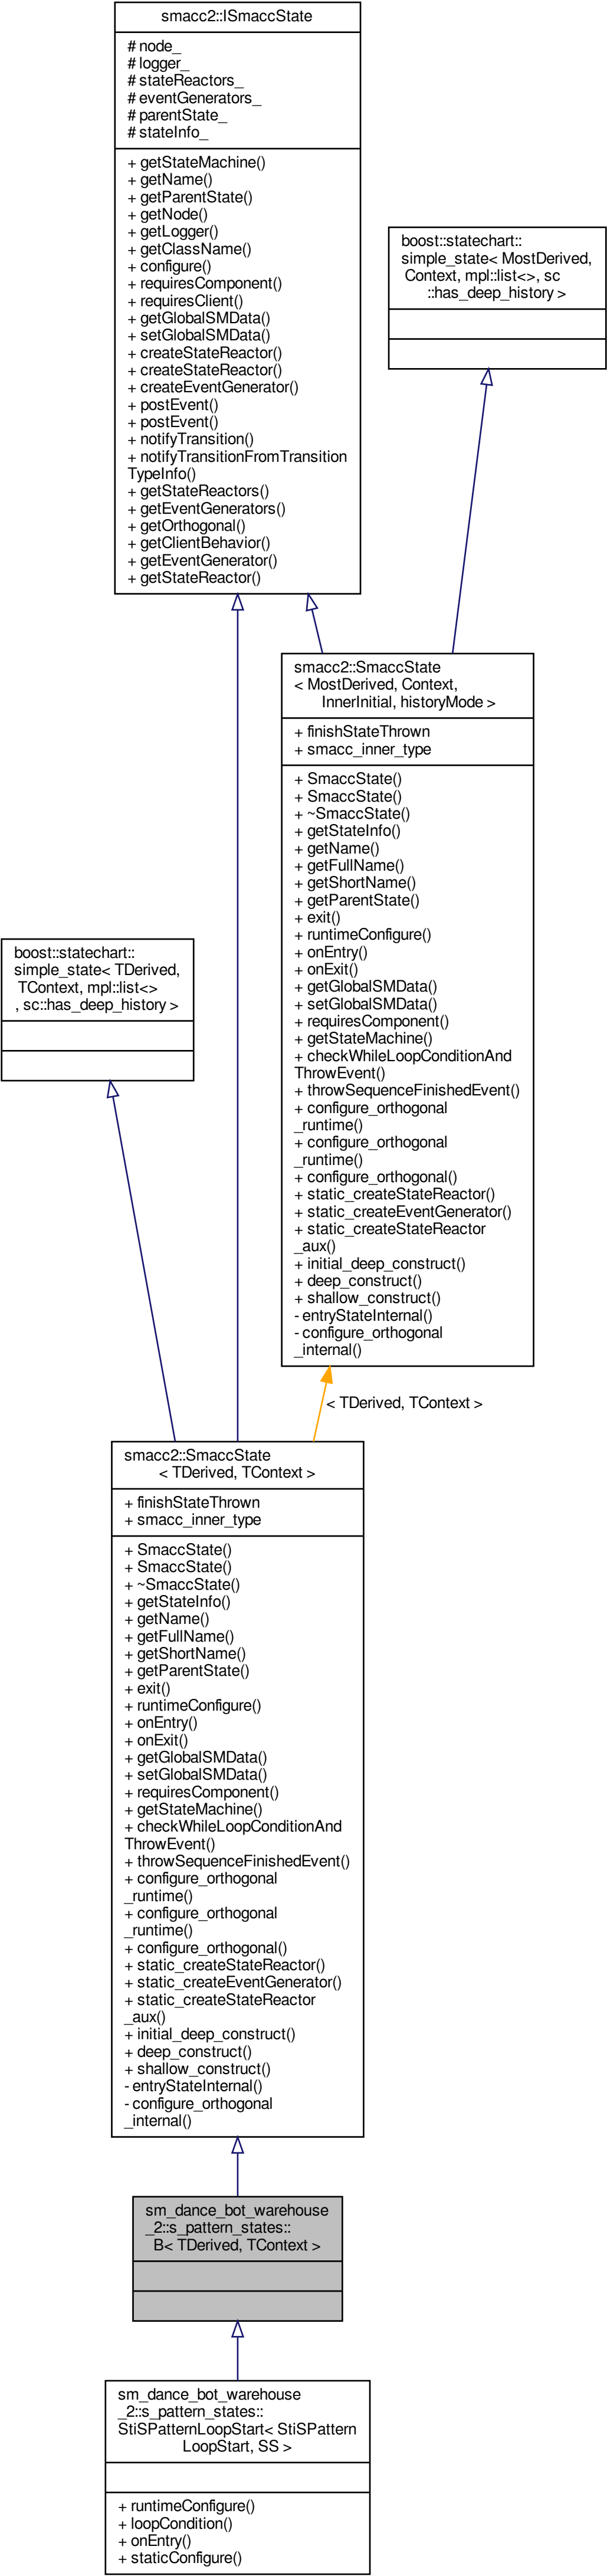 smacc2::ISmaccState
# node_
# logger_
# stateReactors_
# eventGenerators_
# parentState_
# stateInfo_
+ getStateMachine()
+ getName()
+ getParentState()
+ getNode()
+ getLogger()
+ getClassName()
+ configure()
+ requiresComponent()
+ requiresClient()
+ getGlobalSMData()
+ setGlobalSMData()
+ createStateReactor()
+ createStateReactor()
+ createEventGenerator()
+ postEvent()
+ postEvent()
+ notifyTransition()
+ notifyTransitionFromTransition
TypeInfo()
+ getStateReactors()
+ getEventGenerators()
+ getOrthogonal()
+ getClientBehavior()
+ getEventGenerator()
+ getStateReactor()
boost::statechart::
simple_state< MostDerived,
Context, mpl::list<>, sc
::has_deep_history >
smacc2::SmaccState
< MostDerived, Context,
InnerInitial, historyMode >
+ finishStateThrown
+ smacc_inner_type
+ SmaccState()
+ SmaccState()
+ ~SmaccState()
+ getStateInfo()
+ getName()
+ getFullName()
+ getShortName()
+ getParentState()
+ exit()
+ runtimeConfigure()
+ onEntry()
+ onExit()
+ getGlobalSMData()
+ setGlobalSMData()
+ requiresComponent()
+ getStateMachine()
+ checkWhileLoopConditionAnd
ThrowEvent()
+ throwSequenceFinishedEvent()
+ configure_orthogonal
_runtime()
+ configure_orthogonal
_runtime()
+ configure_orthogonal()
+ static_createStateReactor()
+ static_createEventGenerator()
+ static_createStateReactor
_aux()
+ initial_deep_construct()
+ deep_construct()
+ shallow_construct()
- entryStateInternal()
- configure_orthogonal
_internal()
boost::statechart::
simple_state< TDerived,
TContext, mpl::list<>
, sc::has_deep_history >
< TDerived, TContext >
smacc2::SmaccState
< TDerived, TContext >
+ finishStateThrown
+ smacc_inner_type
+ SmaccState()
+ SmaccState()
+ ~SmaccState()
+ getStateInfo()
+ getName()
+ getFullName()
+ getShortName()
+ getParentState()
+ exit()
+ runtimeConfigure()
+ onEntry()
+ onExit()
+ getGlobalSMData()
+ setGlobalSMData()
+ requiresComponent()
+ getStateMachine()
+ checkWhileLoopConditionAnd
ThrowEvent()
+ throwSequenceFinishedEvent()
+ configure_orthogonal
_runtime()
+ configure_orthogonal
_runtime()
+ configure_orthogonal()
+ static_createStateReactor()
+ static_createEventGenerator()
+ static_createStateReactor
_aux()
+ initial_deep_construct()
+ deep_construct()
+ shallow_construct()
- entryStateInternal()
- configure_orthogonal
_internal()
sm_dance_bot_warehouse
_2::s_pattern_states::
B< TDerived, TContext >
sm_dance_bot_warehouse
_2::s_pattern_states::
StiSPatternLoopStart< StiSPattern
LoopStart, SS >
+ runtimeConfigure()
+ loopCondition()
+ onEntry()
+ staticConfigure()